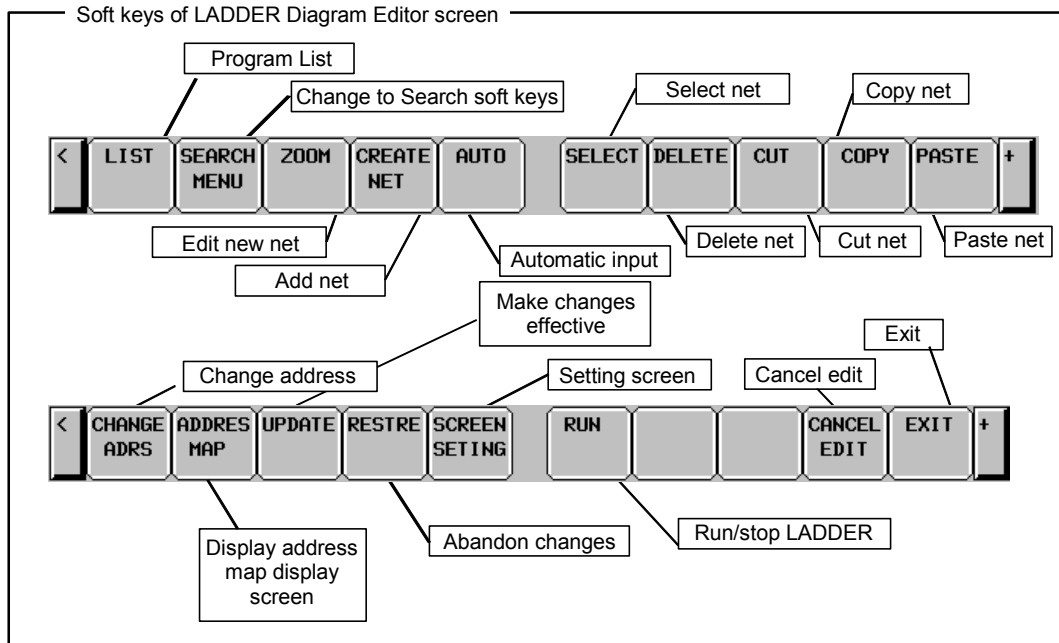 Soft keys of LADDER Diagram Editor screen
Program List
Change to Search soft keys
Select net
Copy net
< LIST SEARCH ZOOM CREATE AUTO SELECT DELETE CUT COPY PASTE +
MENU NET
Edit new net
Add net
Automatic input
Delete net
Cut net
Paste net
Make changes
effective
Exit
Change address
Setting screen
Cancel edit
< CHANGE ADDRES UPDATE RESTRE SCREEN RUN CANCEL EXIT +
ADRS MAP SETING EDIT
Display address
map display
screen
Abandon changes
Run/stop LADDER